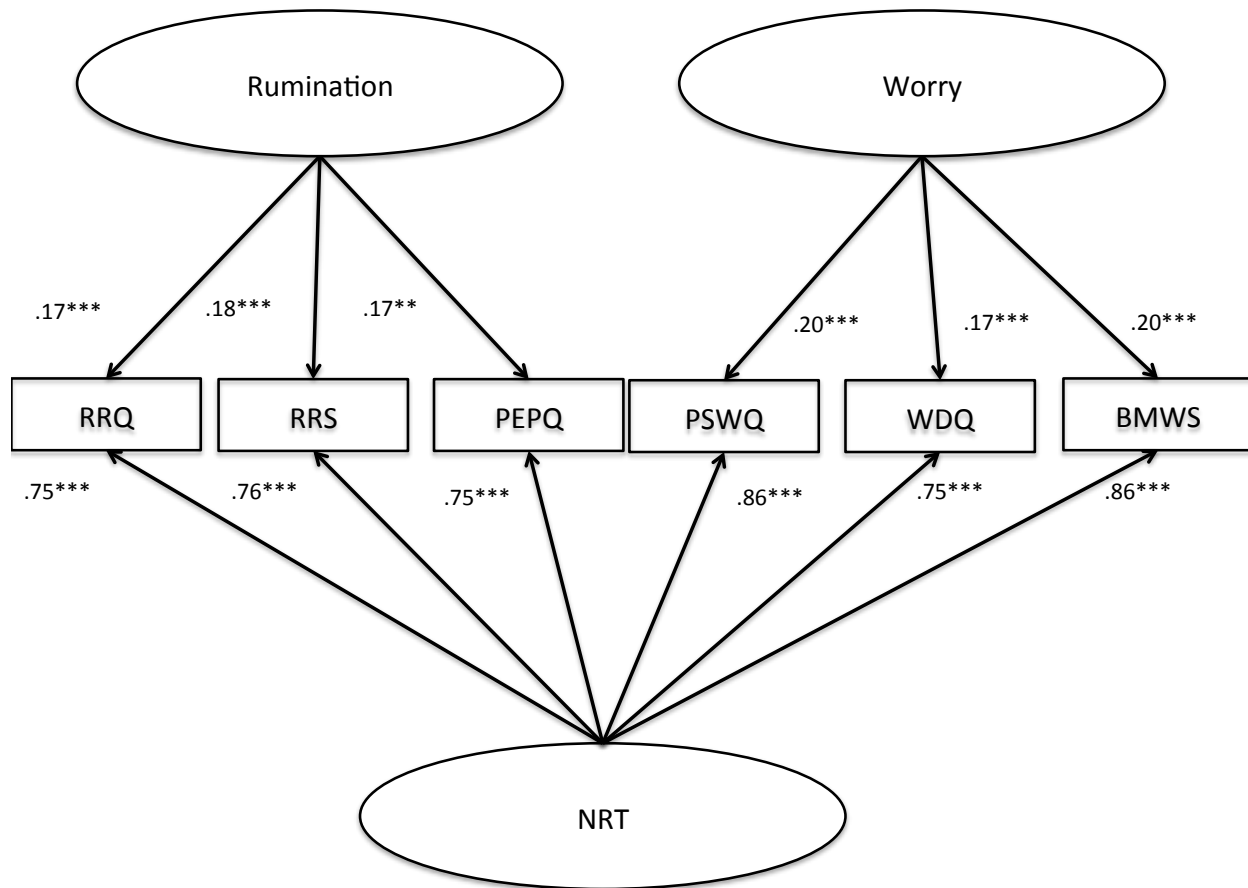 Rumination
Worry
.17***
.18***
.17**
.20***
.17***
.20***
RRQ
RRS
PEPQ
PSWQ
WDQ
BMWS
.75***
.76***
.75***
.86***
.75***
.86***
NRT